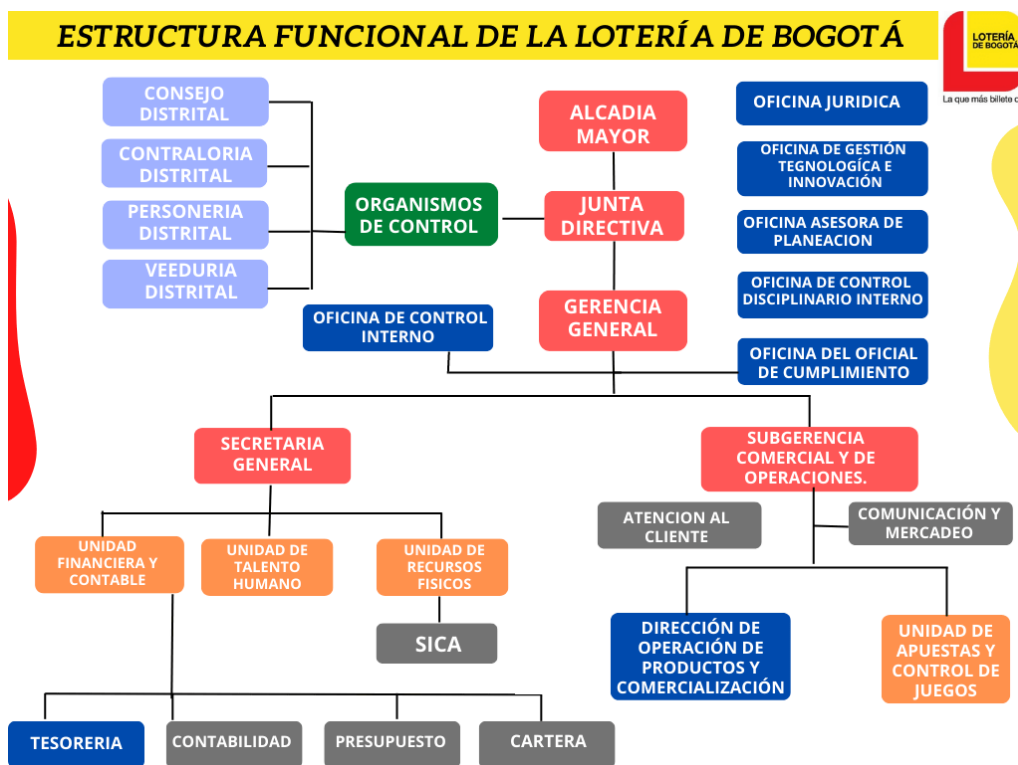 ESTRUCTURA FUNCIONAL DE LA LOTERÍA DE BOGOTÁ
LOTERÍA
DE BOGOTÁ
La que más billete
CONSEJO
DISTRITAL
CONTRALORIA
DISTRITAL
PERSONERIA
DISTRITAL
VEEDURIA
DISTRITAL
ORGANISMOS
DE CONTROL
ALCADIA
MAYOR
JUNTA
DIRECTIVA
GERENCIA
GENERAL
OFICINA JURIDICA
OFICINA DE GESTIÓN
TEGNOLOGÍCA E
INNOVACIÓN
OFICINA ASESORA DE
PLANEACION
OFICINA DE CONTROL
DISCIPLINARIO INTERNO
OFICINA DEL OFICIAL
DE CUMPLIMIENTO
OFICINA DE CONTROL
INTERNO
SECRETARIA
GENERAL
SUBGERENCIA
COMERCIAL Y DE
OPERACIONES.
ATENCION AL
CLIENTE
COMUNICACIÓN Y
MERCADEO
UNIDAD
FINANCIERA Y
CONTABLE
UNIDAD DE
TALENTO
HUMANO
UNIDAD DE
RECURSOS
FISICOS
SICA
DIRECCIÓN DE
OPERACIÓN DE
PRODUCTOS Y
COMERCIALIZACIÓN
UNIDAD DE
APUESTAS Y
CONTROL DE
JUEGOS
TESORERIA
CONTABILIDAD
PRESUPUESTO
CARTERA